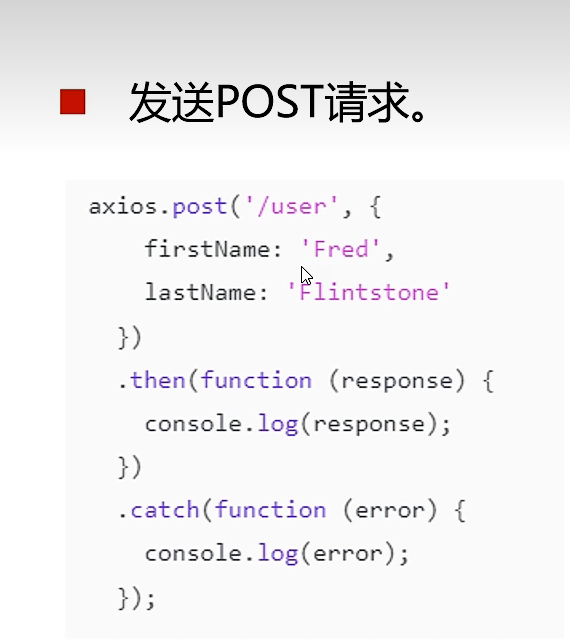 发送POST请求。
axios.post('/user', {
    firstName: 'Fred',
    lastName: 'Flintstone'
  })
  .then(function (response) {
    console.log(response);
  })
  .catch(function (error) {
    console.log(error);
  });